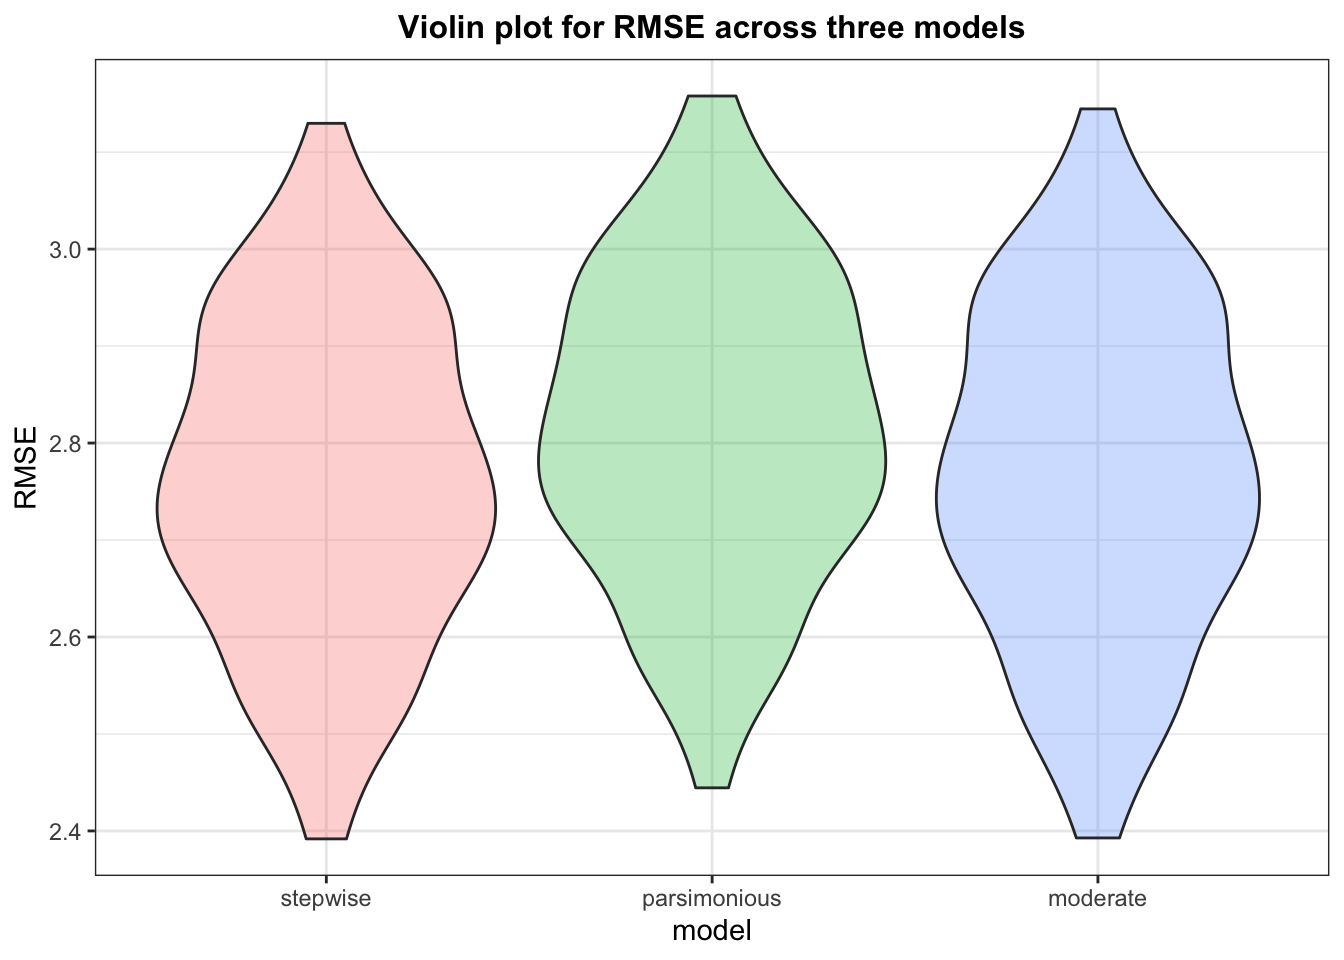 Violin plot for RMSE across three models
RMSE
3.0
2.8
2.6
2.4
stepwise parsimonious moderate
model